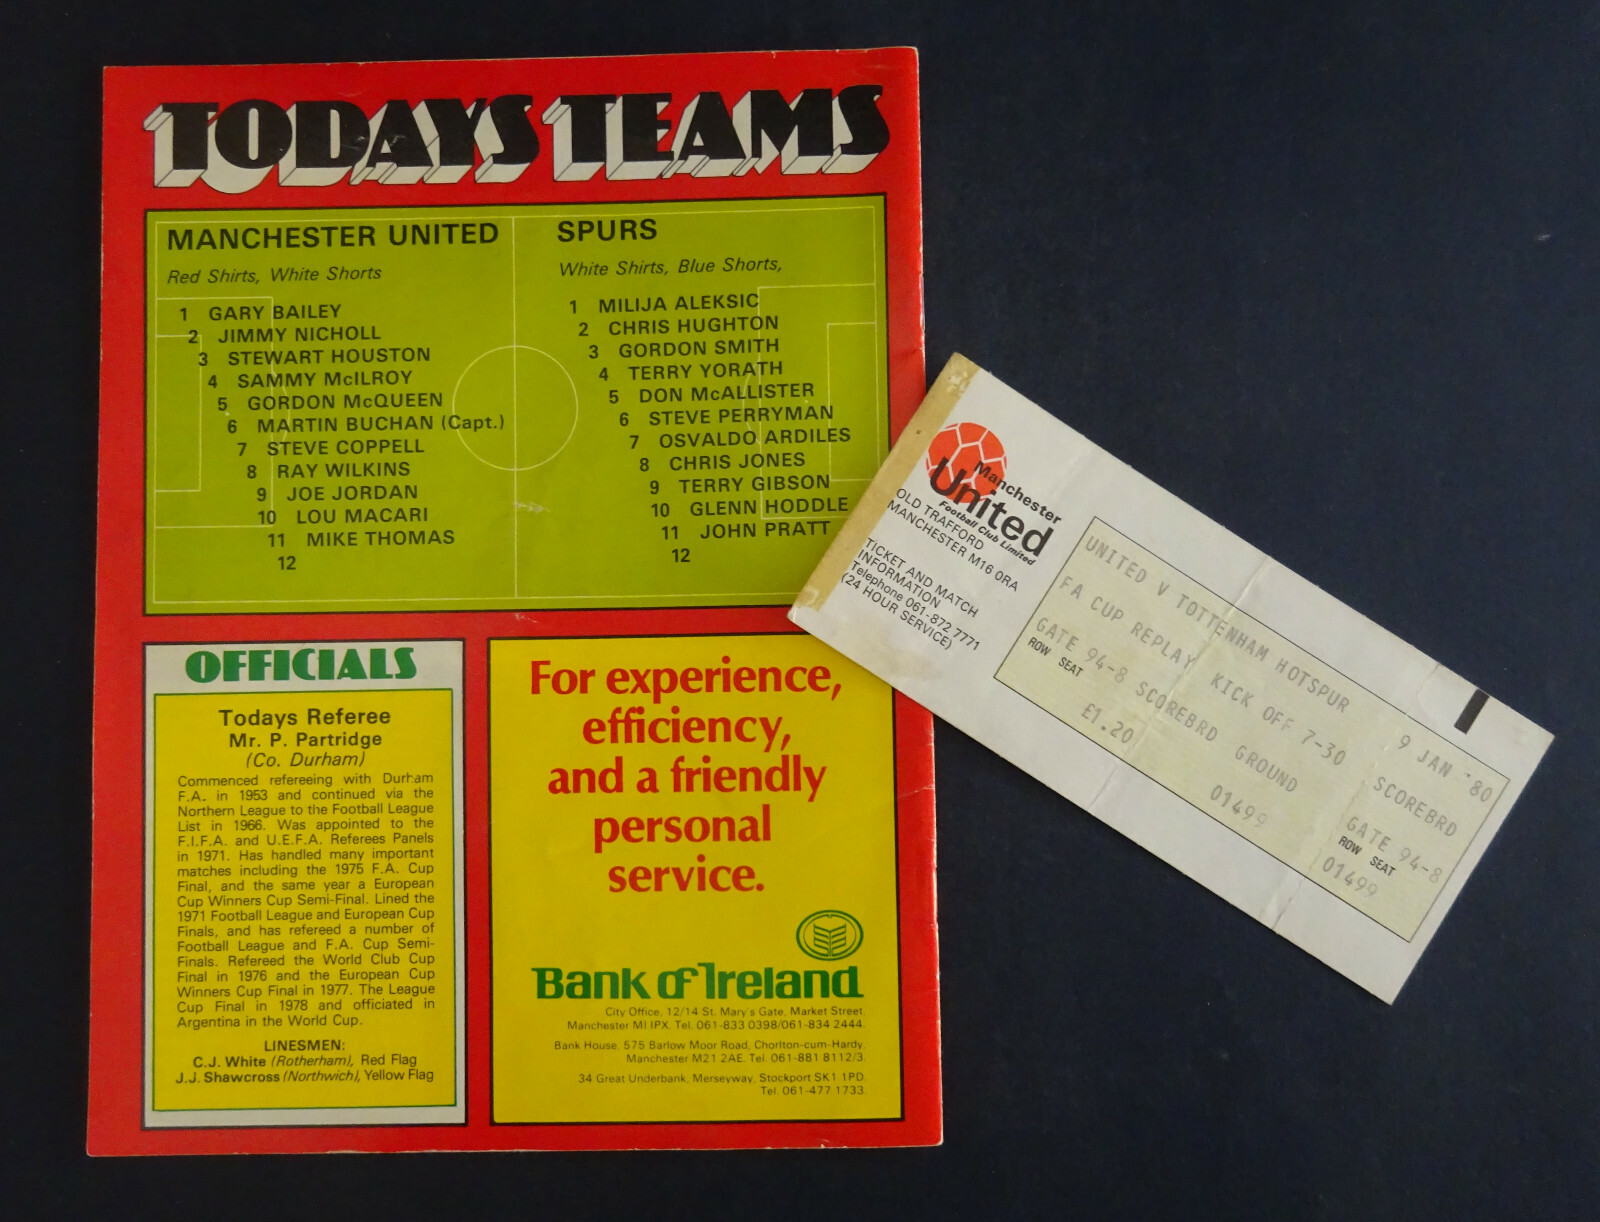 TODAYS TEAMS
MANCHESTER UNITED
Red Shirts, White Shorts
1 GARY BAILEY
2 JIMMY NICHOLL
3 STEWART HOUSTON
4 SAMMY McILROY
5 GORDON McQUEEN
6 MARTIN BUCHAN (Capt.)
7 STEVE COPPELL
8 RAY WILKINS
9 JOE JORDAN
10 LOU MACARI
11 MIKE THOMAS
12
SPURS
White Shirts, Blue Shorts,
1 MILIJA ALEKSIC
2 CHRIS HUGHTON
3 GORDON SMITH
4 TERRY YORATH
5 DON McALLISTER
6 STEVE PERRYMAN
7 OSVALDO ARDILES
8 CHRIS JONES
9 TERRY GIBSON
10 GLENN HODDLE
11 JOHN PRATT
12
OFFICIALS
Todays Referee
Mr. P. Partridge
(Co. Durham)
Commenced refereeing with Durham
F.A. in 1953 and continued via the
Northern League to the Football League
List in 1966. Was appointed to the
F.I.F.A. and U.E.F.A. Referees Panels
in 1971. Has handled many important
matches including the 1975 F.A. Cup
Final, and the same year a European
Cup Winners Cup Semi-Final. Lined the
1971 Football League and European Cup
Finals, and has refereed a number of
Football League and F.A. Cup Semi-
Finals. Refereed the World Club Cup
Final in 1976 and the European Cup
Winners Cup Final in 1977. The League
Cup Final in 1978 and officiated in
Argentina in the World Cup.
LINESMEN:
C.J. White (Rotherham), Red Flag
J.J. Shawcross (Northwich), Yellow Flag
For experience,
efficiency,
and a friendly
personal
service.
Bank of Ireland
City Office, 12/14 St. Mary's Gate, Market Street,
Manchester MI IPX. Tel. 061-833 0398/061-834 2444.
Bank House, 575 Barlow Moor Road, Chorlton-cum-Hardy,
Manchester M21 2AE. Tel. 061-881 8112/3.
34 Great Underbank, Merseyway, Stockport SK1 1PD.
Tel. 061-477 1733.
Manchester
United
Football Club Limited
OLD TRAFFORD
MANCHESTER M16 0RA
TICKET AND MATCH
INFORMATION
Telephone 061-872 7771
(24 HOUR SERVICE)
UNITED V TOTTENHAM HOTSPUR
FA CUP REPLAY KICK OFF 7-30
GATE 94-8 SCOREBRD GROUND
ROW SEAT
£1.20
01499
9 JAN '80
SCOREBRD
GATE 94-8
ROW SEAT
01499